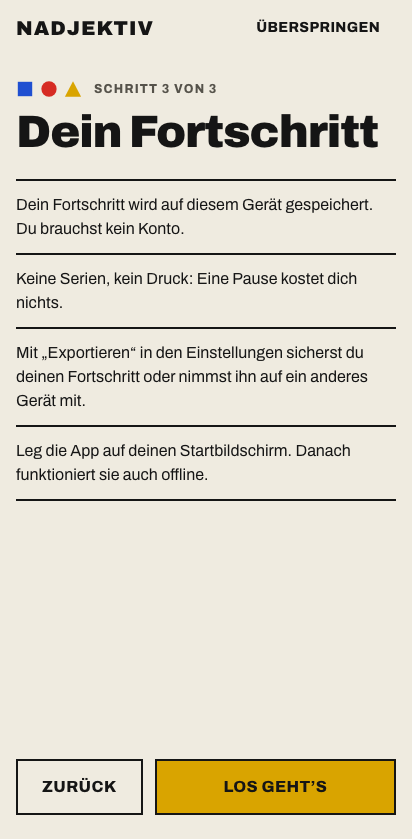 NADJEKTIV
ÜBERSPRINGEN
SCHRITT 3 VON 3
Dein Fortschritt
Dein Fortschritt wird auf diesem Gerät gespeichert.
Du brauchst kein Konto.
Keine Serien, kein Druck: Eine Pause kostet dich
nichts.
Mit „Exportieren“ in den Einstellungen sicherst du
deinen Fortschritt oder nimmst ihn auf ein anderes
Gerät mit.
Leg die App auf deinen Startbildschirm. Danach
funktioniert sie auch offline.
ZURÜCK
LOS GEHT’S